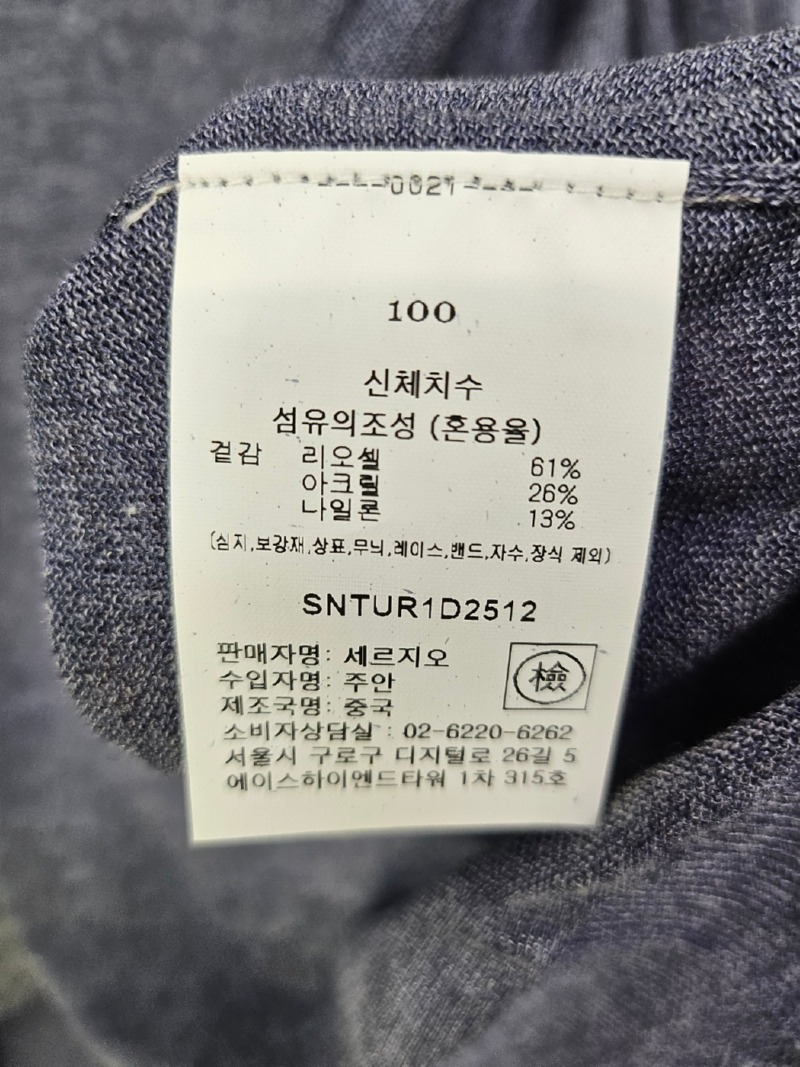 ----0021----
100
신체치수
섬유의조성 (혼용율)
겉감 리오셀 61%
아크릴 26%
나일론 13%
(심지,보강재,상표,무늬,레이스,밴드,자수,장식 제외)
SNTUR1D2512
판매자명: 세르지오
수입자명: 주안
檢
제조국명: 중국
소비자상담실 : 02-6220-6262
서울시 구로구 디지털로 26길 5
에이스하이엔드타워 1차 315호